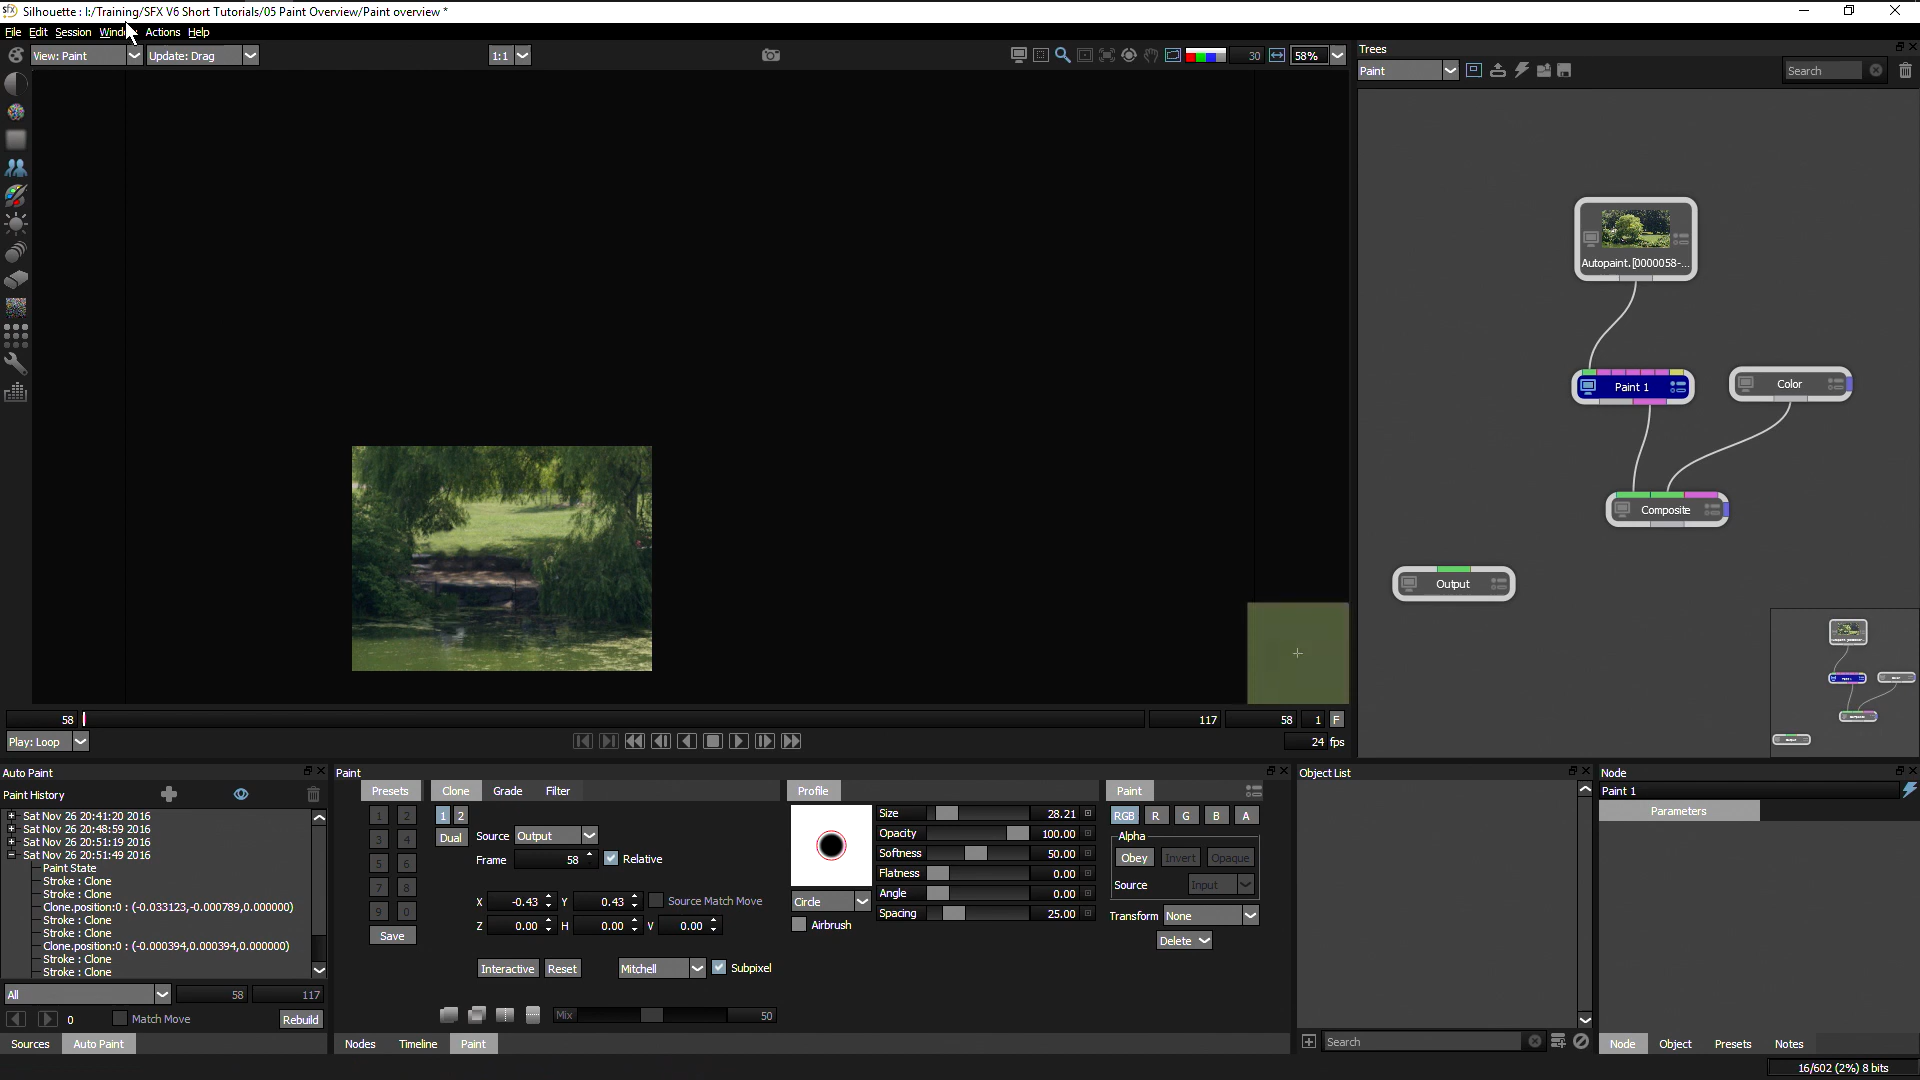 Silhouette : I:/Training/SFX V6 Short Tutorials/05 Paint Overview/Paint overview *
File Edit Session Window Actions Help
View: Paint Update: Drag 1:1 30 58%
Trees
Paint Search
Autopaint.[0000058-...
Paint 1 Color
Composite
Output
58 117 58 1 F
Play: Loop 24 fps
Auto Paint
Paint History
Sat Nov 26 20:41:20 2016
Sat Nov 26 20:48:59 2016
Sat Nov 26 20:51:19 2016
Sat Nov 26 20:51:49 2016
Paint State
Stroke : Clone
Stroke : Clone
Clone.position:0 : (-0.033123,-0.000789,0.000000)
Stroke : Clone
Stroke : Clone
Clone.position:0 : (-0.000394,0.000394,0.000000)
Stroke : Clone
Stroke : Clone
All 58 117
0 Match Move Rebuild
Sources Auto Paint
Paint
Presets Clone Grade Filter
1 2
3 4
5 6
7 8
9 0
Save
1 2
Dual Source Output
Frame 58 Relative
X -0.43 Y 0.43 Source Match Move
Z 0.00 H 0.00 V 0.00
Interactive Reset Mitchell Subpixel
Mix 50
Nodes Timeline Paint
Profile
Circle
Airbrush
Size 28.21
Opacity 100.00
Softness 50.00
Flatness 0.00
Angle 0.00
Spacing 25.00
Paint
RGB R G B A
Alpha
Obey Invert Opaque
Source Input
Transform None
Delete
Object List
Search
Node
Paint 1
Parameters
Node Object Presets Notes
16/602 (2%) 8 bits